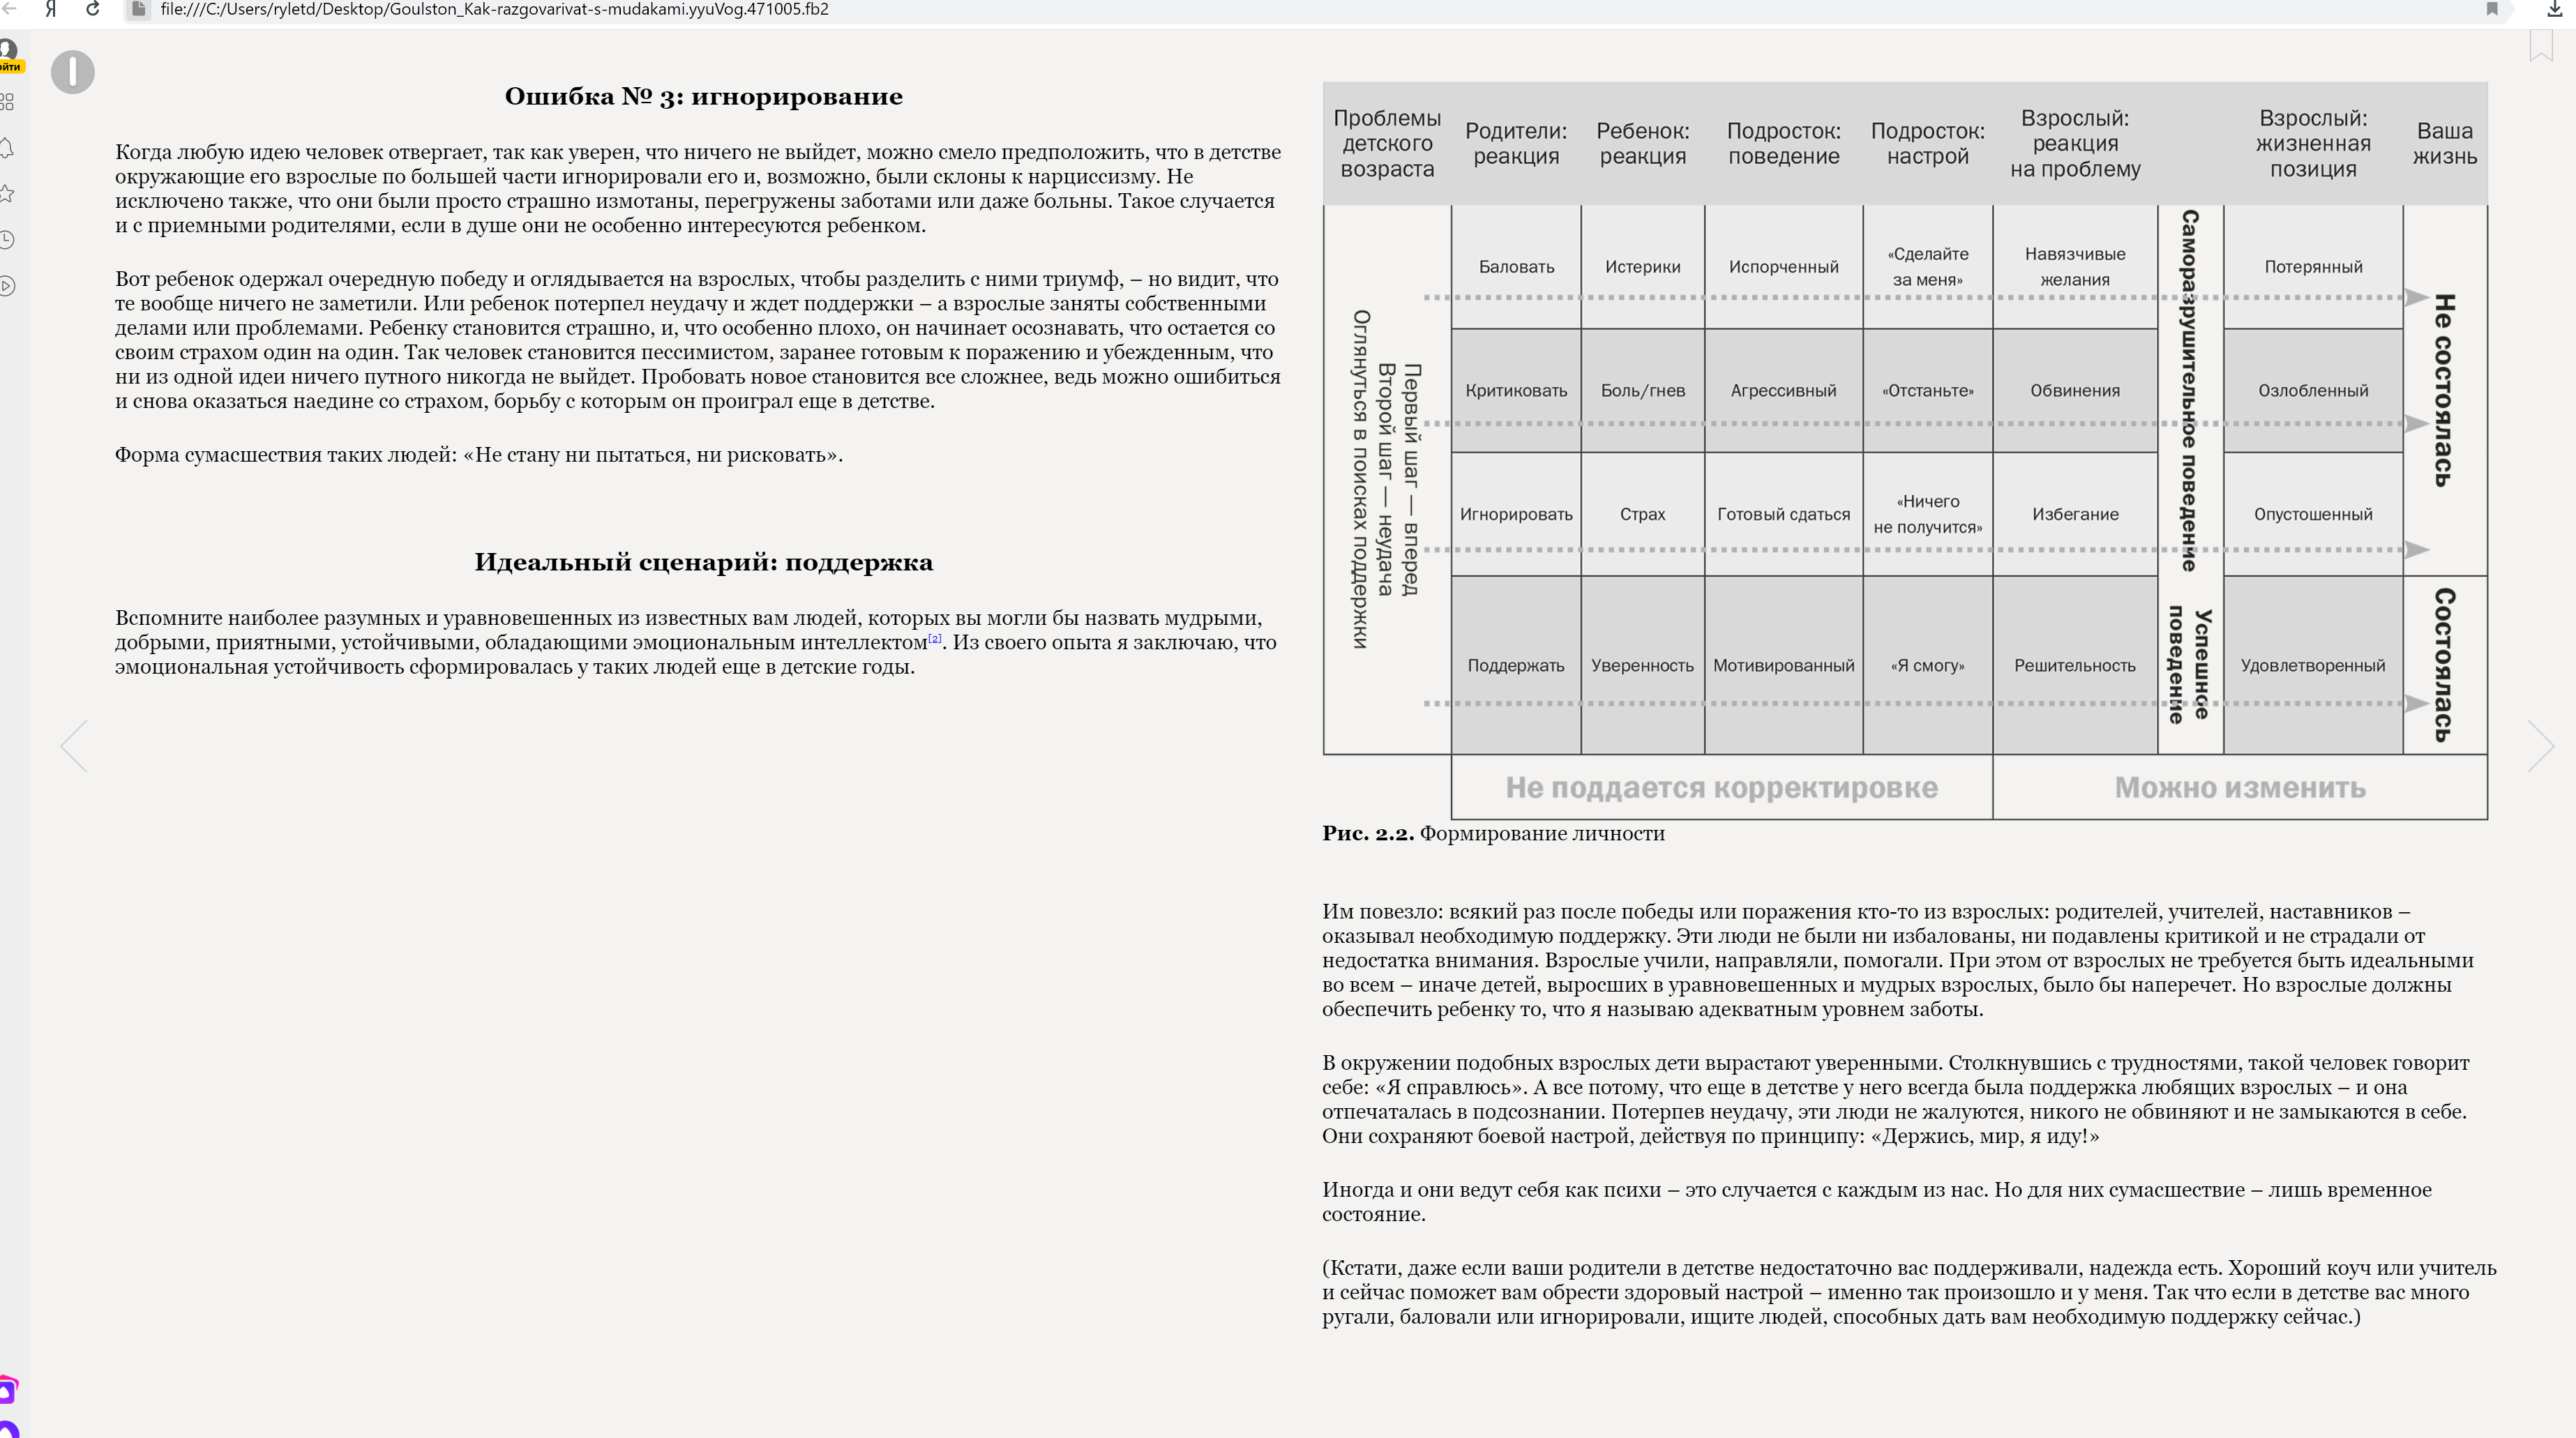 Я
file:///C:/Users/ryletd/Desktop/Goulston_Kak-razgovarivat-s-mudakami.yyuVog.471005.fb2
Ошибка № 3: игнорирование
Когда любую идею человек отвергает, так как уверен, что ничего не выйдет, можно смело предположить, что в детстве
окружающие его взрослые по большей части игнорировали его и, возможно, были склоны к нарциссизму. Не
исключено также, что они были просто страшно измотаны, перегружены заботами или даже больны. Такое случается
и с приемными родителями, если в душе они не особенно интересуются ребенком.
Вот ребенок одержал очередную победу и оглядывается на взрослых, чтобы разделить с ними триумф, – но видит, что
те вообще ничего не заметили. Или ребенок потерпел неудачу и ждет поддержки – а взрослые заняты собственными
делами или проблемами. Ребенку становится страшно, и, что особенно плохо, он начинает осознавать, что остается со
своим страхом один на один. Так человек становится пессимистом, заранее готовым к поражению и убежденным, что
ни из одной идеи ничего путного никогда не выйдет. Пробовать новое становится все сложнее, ведь можно ошибиться
и снова оказаться наедине со страхом, борьбу с которым он проиграл еще в детстве.
Форма сумасшествия таких людей: «Не стану ни пытаться, ни рисковать».
Идеальный сценарий: поддержка
Вспомните наиболее разумных и уравновешенных из известных вам людей, которых вы могли бы назвать мудрыми,
добрыми, приятными, устойчивыми, обладающими эмоциональным интеллектом[2]. Из своего опыта я заключаю, что
эмоциональная устойчивость сформировалась у таких людей еще в детские годы.
Проблемы
детского
возраста
Родители:
реакция
Ребенок:
реакция
Подросток:
поведение
Подросток:
настрой
Взрослый:
реакция
на проблему
Взрослый:
жизненная
позиция
Ваша
жизнь
Первый шаг — вперед
Второй шаг — неудача
Оглянуться в поисках поддержки
Баловать
Истерики
Испорченный
«Сделайте
за меня»
Навязчивые
желания
Саморазрушительное поведение
Потерянный
Не состоялась
Критиковать
Боль/гнев
Агрессивный
«Отстаньте»
Обвинения
Озлобленный
Игнорировать
Страх
Готовый сдаться
«Ничего
не получится»
Избегание
Опустошенный
Поддержать
Уверенность
Мотивированный
«Я смогу»
Решительность
Успешное
поведение
Удовлетворенный
Состоялась
Не поддается корректировке
Можно изменить
Рис. 2.2. Формирование личности
Им повезло: всякий раз после победы или поражения кто-то из взрослых: родителей, учителей, наставников –
оказывал необходимую поддержку. Эти люди не были ни избалованы, ни подавлены критикой и не страдали от
недостатка внимания. Взрослые учили, направляли, помогали. При этом от взрослых не требуется быть идеальными
во всем – иначе детей, выросших в уравновешенных и мудрых взрослых, было бы наперечет. Но взрослые должны
обеспечить ребенку то, что я называю адекватным уровнем заботы.
В окружении подобных взрослых дети вырастают уверенными. Столкнувшись с трудностями, такой человек говорит
себе: «Я справлюсь». А все потому, что еще в детстве у него всегда была поддержка любящих взрослых – и она
отпечаталась в подсознании. Потерпев неудачу, эти люди не жалуются, никого не обвиняют и не замыкаются в себе.
Они сохраняют боевой настрой, действуя по принципу: «Держись, мир, я иду!»
Иногда и они ведут себя как психи – это случается с каждым из нас. Но для них сумасшествие – лишь временное
состояние.
(Кстати, даже если ваши родители в детстве недостаточно вас поддерживали, надежда есть. Хороший коуч или учитель
и сейчас поможет вам обрести здоровый настрой – именно так произошло и у меня. Так что если в детстве вас много
ругали, баловали или игнорировали, ищите людей, способных дать вам необходимую поддержку сейчас.)